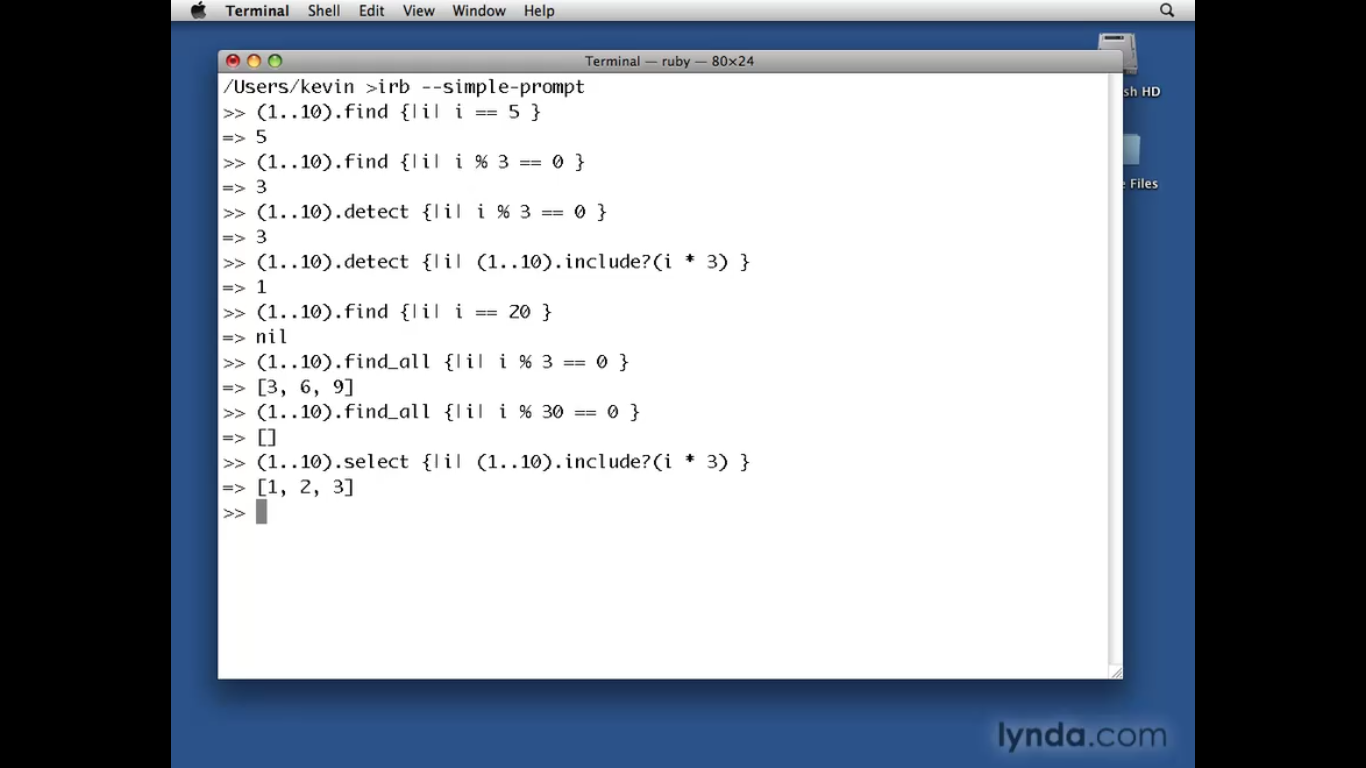 Terminal Shell Edit View Window Help
Terminal — ruby — 80×24
/Users/kevin >irb --simple-prompt
>> (1..10).find {|i| i == 5 }
=> 5
>> (1..10).find {|i| i % 3 == 0 }
=> 3
>> (1..10).detect {|i| i % 3 == 0 }
=> 3
>> (1..10).detect {|i| (1..10).include?(i * 3) }
=> 1
>> (1..10).find {|i| i == 20 }
=> nil
>> (1..10).find_all {|i| i % 3 == 0 }
=> [3, 6, 9]
>> (1..10).find_all {|i| i % 30 == 0 }
=> []
>> (1..10).select {|i| (1..10).include?(i * 3) }
=> [1, 2, 3]
>>
HD
Files
lynda.com